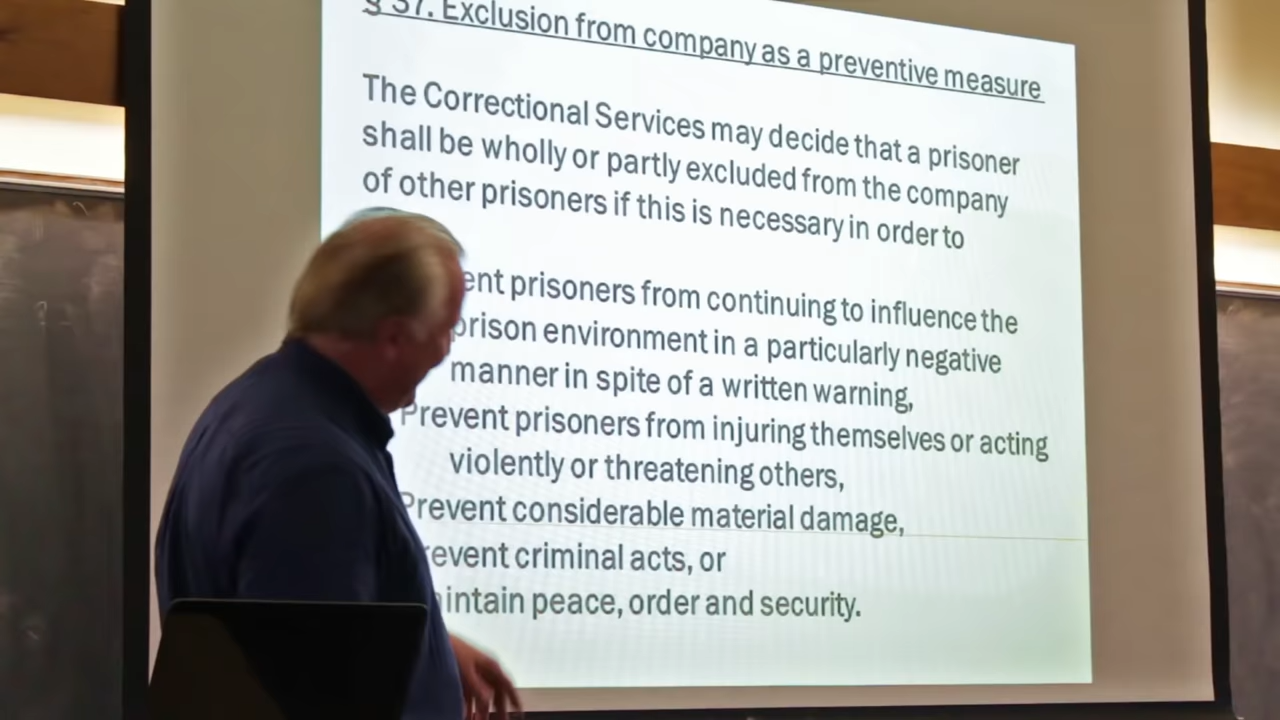 § 37. Exclusion from company as a preventive measure
The Correctional Services may decide that a prisoner
shall be wholly or partly excluded from the company
of other prisoners if this is necessary in order to
ent prisoners from continuing to influence the
prison environment in a particularly negative
manner in spite of a written warning,
Prevent prisoners from injuring themselves or acting
violently or threatening others,
Prevent considerable material damage,
revent criminal acts, or
intain peace, order and security.